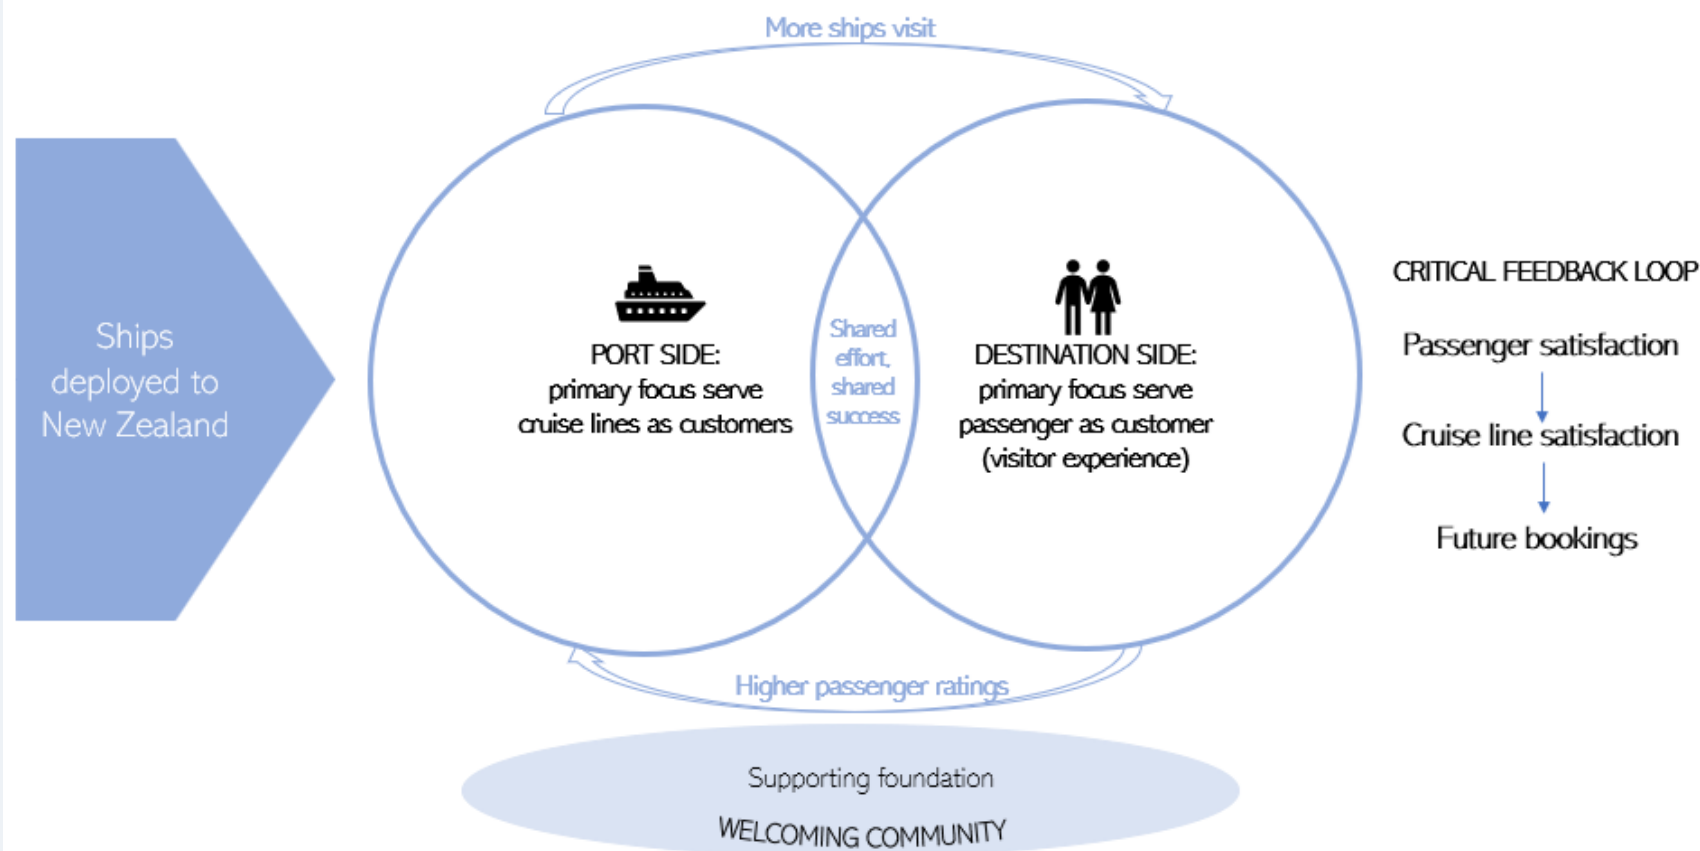 More ships visit
Ships
deployed to
New Zealand
PORT SIDE:
primary focus serve
cruise lines as customers
Shared
effort,
shared
success
DESTINATION SIDE:
primary focus serve
passenger as customer
(visitor experience)
CRITICAL FEEDBACK LOOP
Passenger satisfaction
Cruise line satisfaction
Future bookings
Higher passenger ratings
Supporting foundation
WELCOMING COMMUNITY